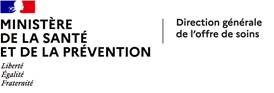 MINISTÈRE
DE LA SANTÉ
ET DE LA PRÉVENTION
Liberté
Égalité
Fraternité
Direction générale
de l'offre de soins